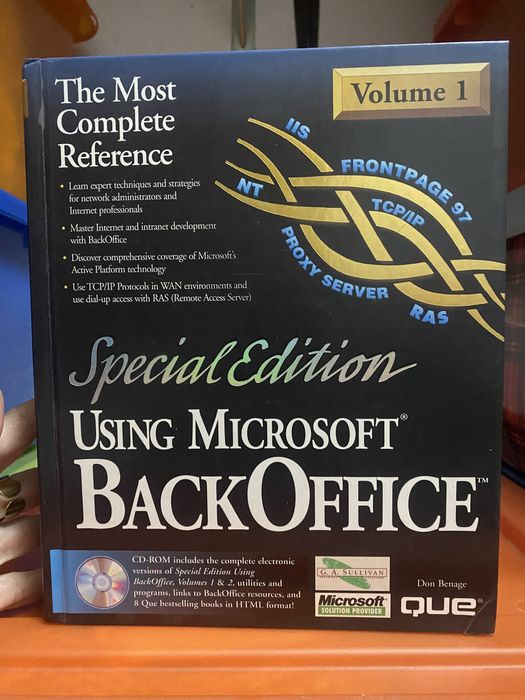 The Most
Complete
Reference
• Learn expert techniques and strategies
for network administrators and
Internet professionals
• Master Internet and intranet development
with BackOffice
• Discover comprehensive coverage of Microsoft's
Active Platform technology
• Use TCP/IP Protocols in WAN environments and
use dial-up access with RAS (Remote Access Server)
Volume 1
IIS
FRONTPAGE 97
NT
TCP/IP
PROXY SERVER
RAS
Special Edition
USING MICROSOFT®
BACKOFFICE™
CD-ROM includes the complete electronic
versions of Special Edition Using
BackOffice, Volumes 1 & 2, utilities and
programs, links to BackOffice resources, and
8 Que bestselling books in HTML format!
G. A. SULLIVAN
Microsoft
SOLUTION PROVIDER
Don Benage
QUE®